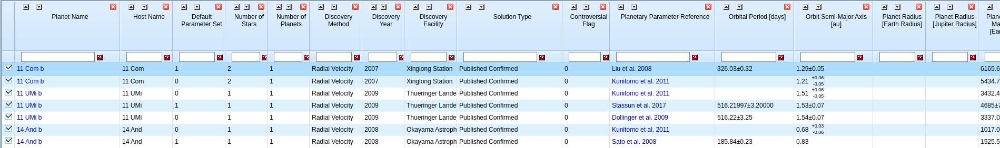 Planet Name Host Name Default Parameter Set Number of Stars Number of Planets Discovery Method Discovery Year Discovery Facility Solution Type Controversial Flag Planetary Parameter Reference Orbital Period [days] Orbit Semi-Major Axis [au] Planet Radius [Earth Radius] Planet Radius [Jupiter Radius] Plane Ma [Ear
11 Com b 11 Com 1 2 1 Radial Velocity 2007 Xinglong Station Published Confirmed 0 Liu et al. 2008 326.03±0.32 1.29±0.05 6165.6
11 Com b 11 Com 0 2 1 Radial Velocity 2007 Xinglong Station Published Confirmed 0 Kunitomo et al. 2011 1.21 +0.06 -0.05 5434.7
11 UMi b 11 UMi 0 1 1 Radial Velocity 2009 Thueringer Lande Published Confirmed 0 Kunitomo et al. 2011 1.51 +0.06 -0.05 3432.4
11 UMi b 11 UMi 1 1 1 Radial Velocity 2009 Thueringer Lande Published Confirmed 0 Stassun et al. 2017 516.21997±3.20000 1.53±0.07 4685±7
11 UMi b 11 UMi 0 1 1 Radial Velocity 2009 Thueringer Lande Published Confirmed 0 Dollinger et al. 2009 516.22±3.25 1.54±0.07 3337.0
14 And b 14 And 0 1 1 Radial Velocity 2008 Okayama Astroph Published Confirmed 0 Kunitomo et al. 2011 0.68 +0.03 -0.06 1017.0
14 And b 14 And 1 1 1 Radial Velocity 2008 Okayama Astroph Published Confirmed 0 Sato et al. 2008 185.84±0.23 0.83 1525.5